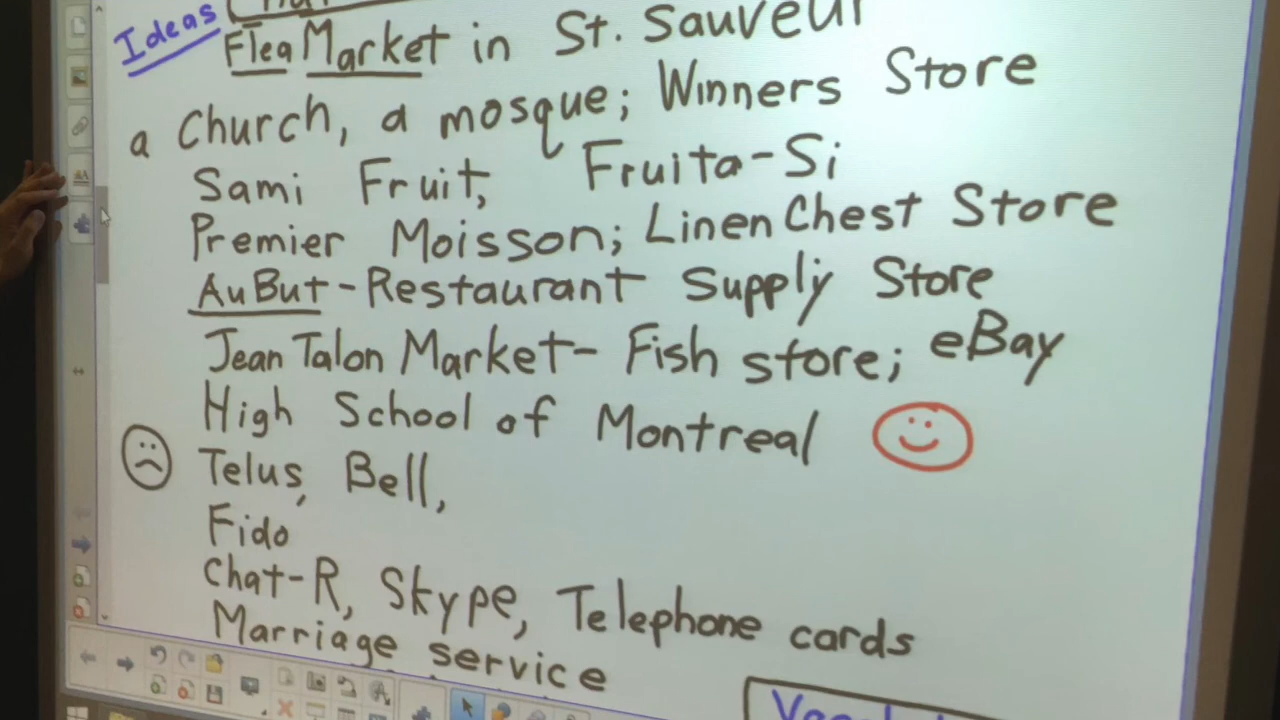 Ideas
Flea Market in St. Sauveur
a Church, a mosque; Winners Store
Sami Fruit, Fruita-Si
Premier Moisson; Linen Chest Store
AuBut-Restaurant Supply Store
Jean Talon Market- Fish store; eBay
High School of Montreal
Telus, Bell,
Fido
Chat-R, Skype, Telephone cards
Marriage service